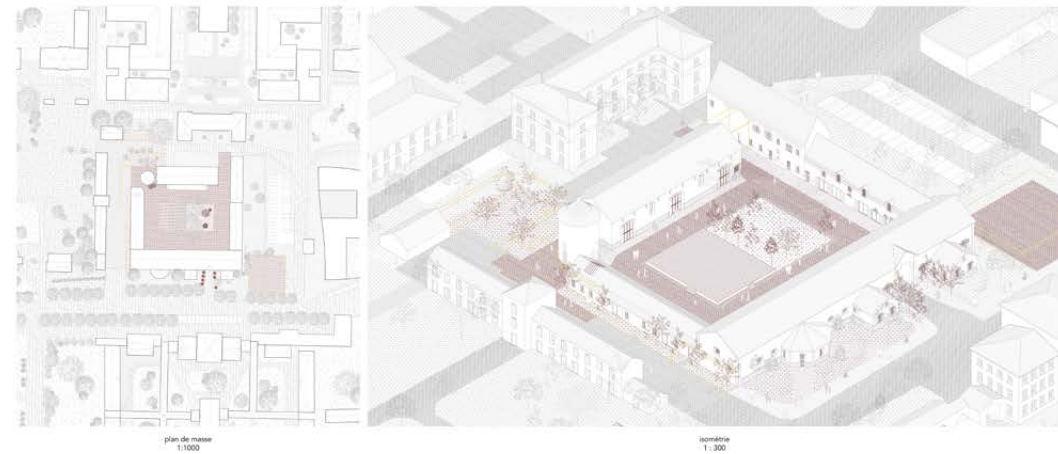 plan de masse
1:1000
isométrie
1 : 300